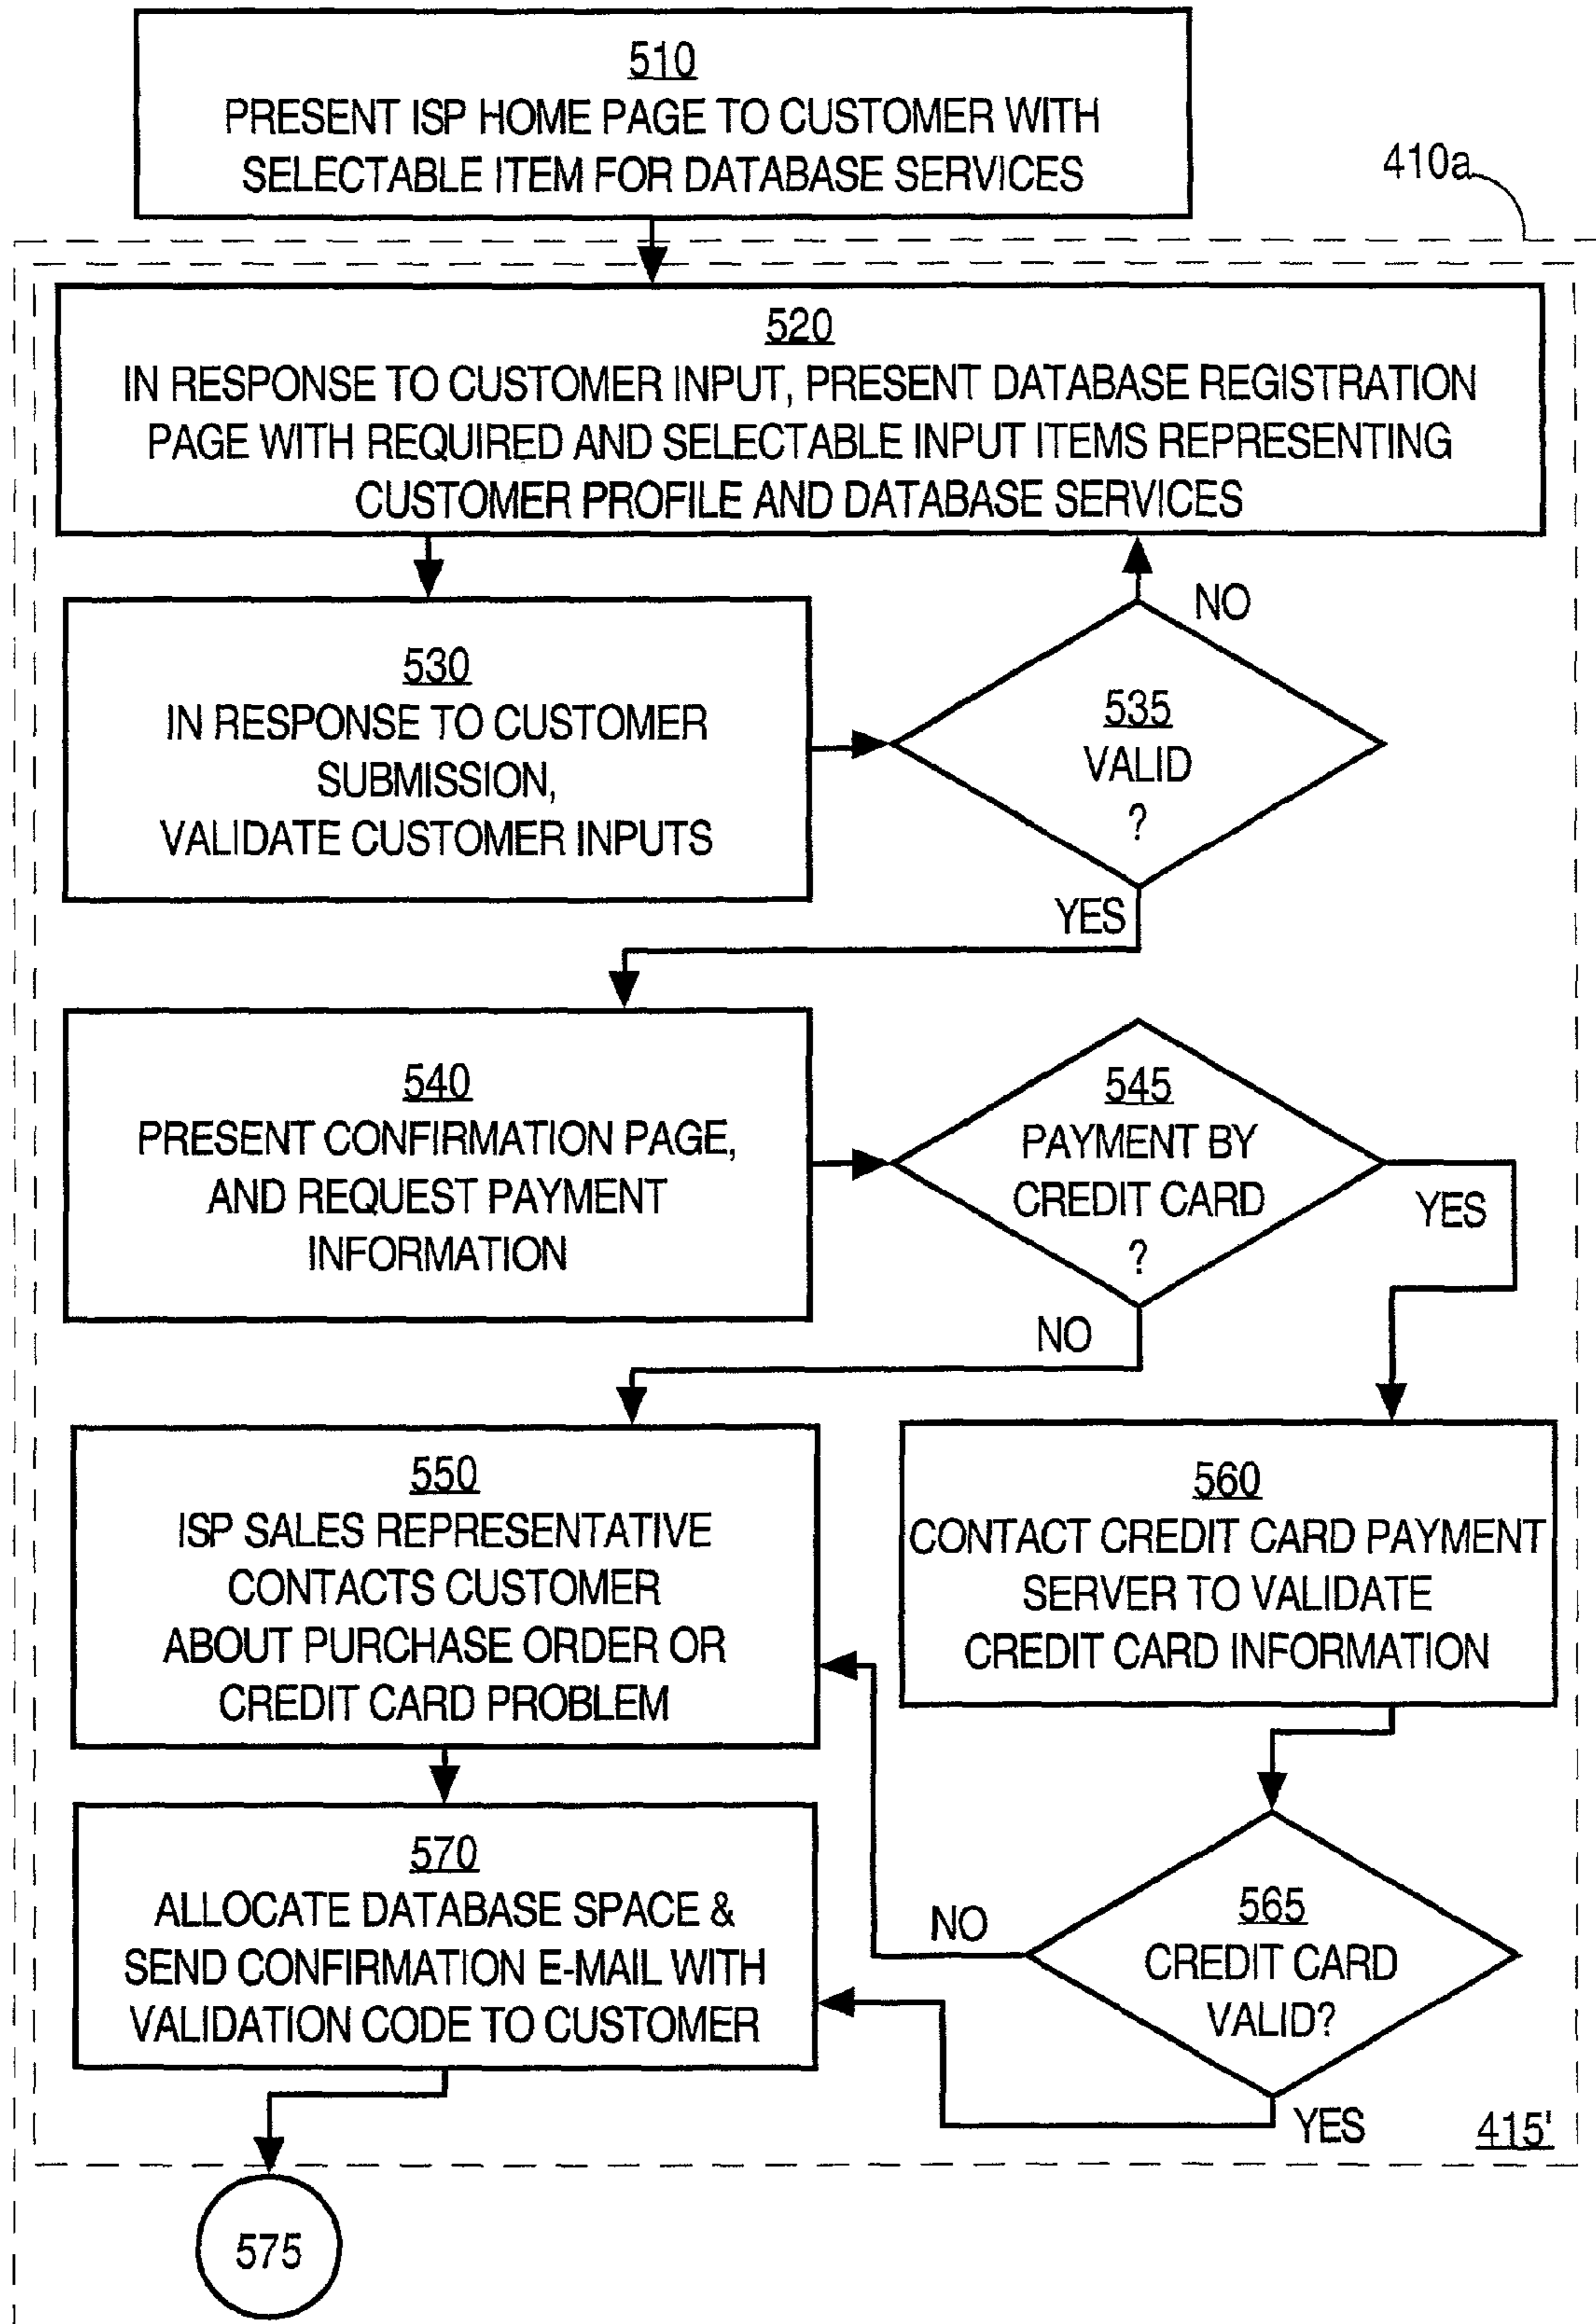 510
PRESENT ISP HOME PAGE TO CUSTOMER WITH
SELECTABLE ITEM FOR DATABASE SERVICES
410a
520
IN RESPONSE TO CUSTOMER INPUT, PRESENT DATABASE REGISTRATION
PAGE WITH REQUIRED AND SELECTABLE INPUT ITEMS REPRESENTING
CUSTOMER PROFILE AND DATABASE SERVICES
530
IN RESPONSE TO CUSTOMER
SUBMISSION,
VALIDATE CUSTOMER INPUTS
NO
535
VALID
?
YES
540
PRESENT CONFIRMATION PAGE,
AND REQUEST PAYMENT
INFORMATION
545
PAYMENT BY
CREDIT CARD
?
YES
NO
550
ISP SALES REPRESENTATIVE
CONTACTS CUSTOMER
ABOUT PURCHASE ORDER OR
CREDIT CARD PROBLEM
560
CONTACT CREDIT CARD PAYMENT
SERVER TO VALIDATE
CREDIT CARD INFORMATION
570
ALLOCATE DATABASE SPACE &
SEND CONFIRMATION E-MAIL WITH
VALIDATION CODE TO CUSTOMER
NO
565
CREDIT CARD
VALID?
YES
415'
575